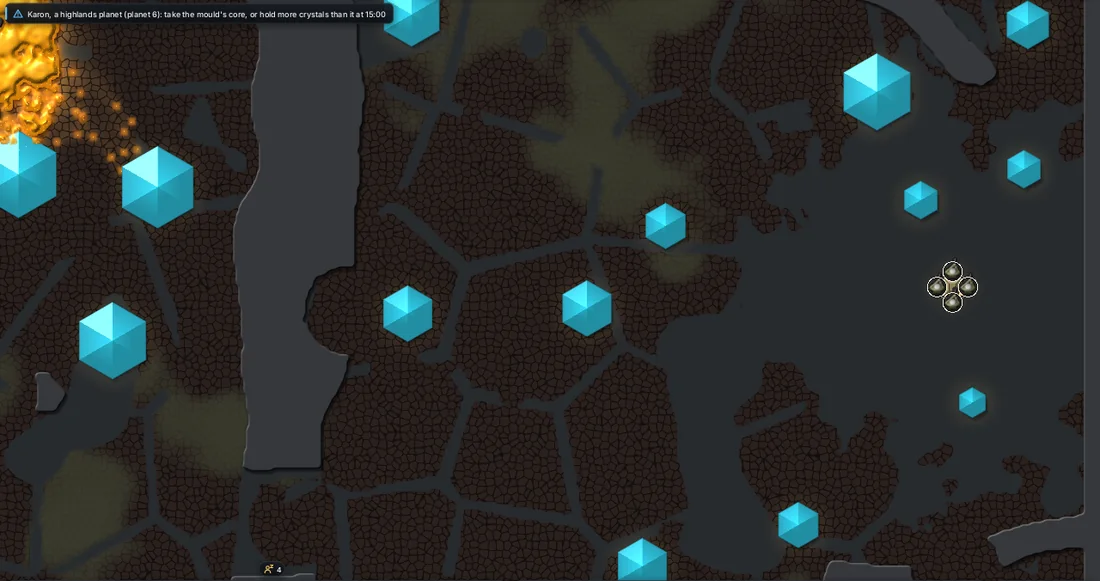 Karon, a highlands planet (planet 6): take the mould's core, or hold more crystals than it at 15:00
4